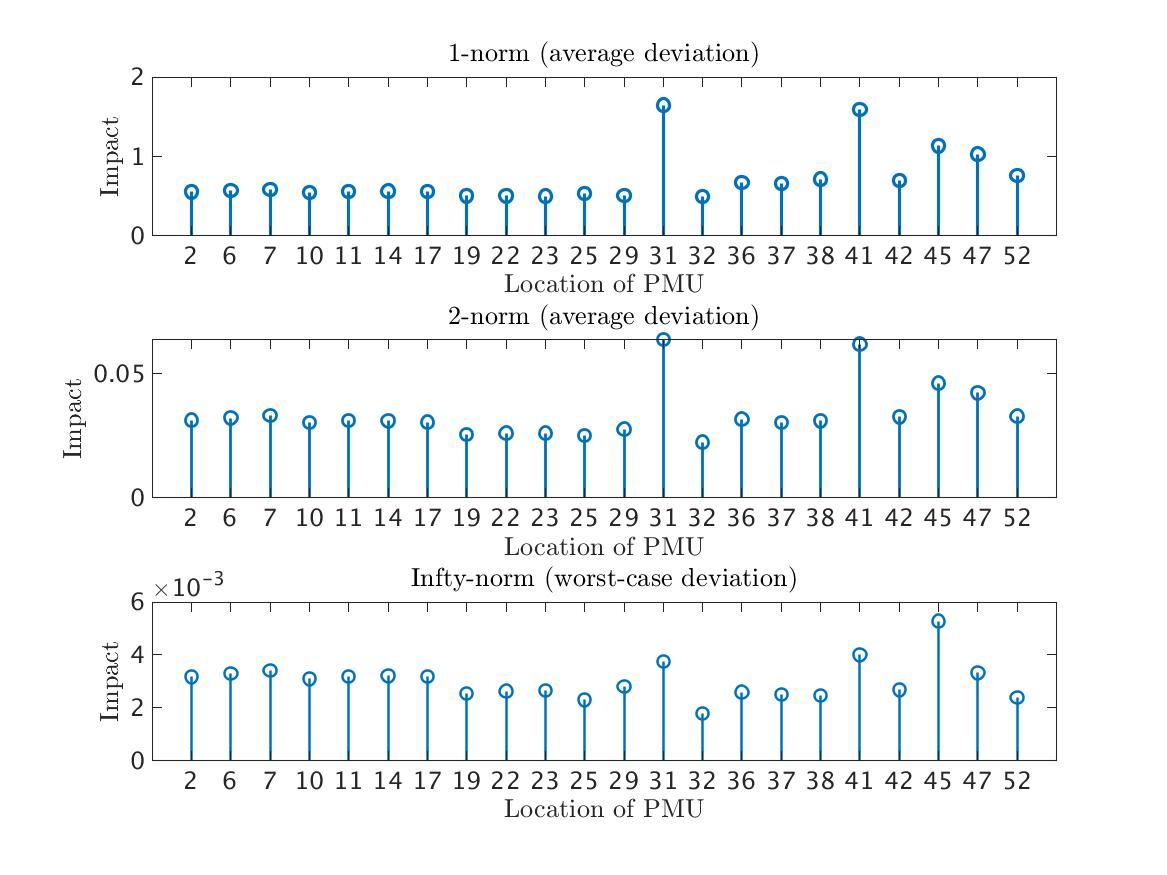 1-norm (average deviation)
2
1
0
Impact
2 6 7 10 11 14 17 19 22 23 25 29 31 32 36 37 38 41 42 45 47 52
Location of PMU
2-norm (average deviation)
0.05
0
Impact
2 6 7 10 11 14 17 19 22 23 25 29 31 32 36 37 38 41 42 45 47 52
Location of PMU
Infty-norm (worst-case deviation)
×10⁻³
6
4
2
0
Impact
2 6 7 10 11 14 17 19 22 23 25 29 31 32 36 37 38 41 42 45 47 52
Location of PMU